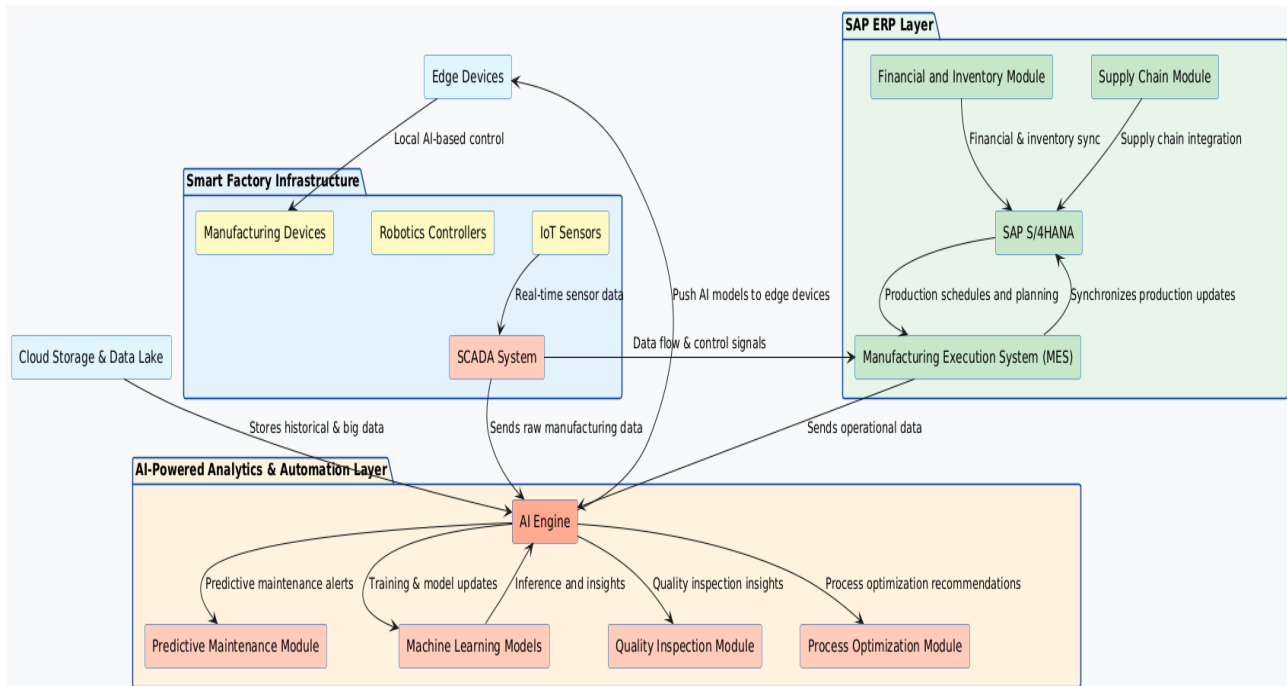 SAP ERP Layer
Edge Devices
Financial and Inventory Module
Supply Chain Module
Local AI-based control
Financial & inventory sync
Supply chain integration
Smart Factory Infrastructure
Manufacturing Devices
Robotics Controllers
IoT Sensors
SAP S/4HANA
Real-time sensor data
Push AI models to edge devices
Production schedules and planning
Synchronizes production updates
Cloud Storage & Data Lake
SCADA System
Data flow & control signals
Manufacturing Execution System (MES)
Stores historical & big data
Sends raw manufacturing data
Sends operational data
AI-Powered Analytics & Automation Layer
AI Engine
Predictive maintenance alerts
Training & model updates
Inference and insights
Quality inspection insights
Process optimization recommendations
Predictive Maintenance Module
Machine Learning Models
Quality Inspection Module
Process Optimization Module